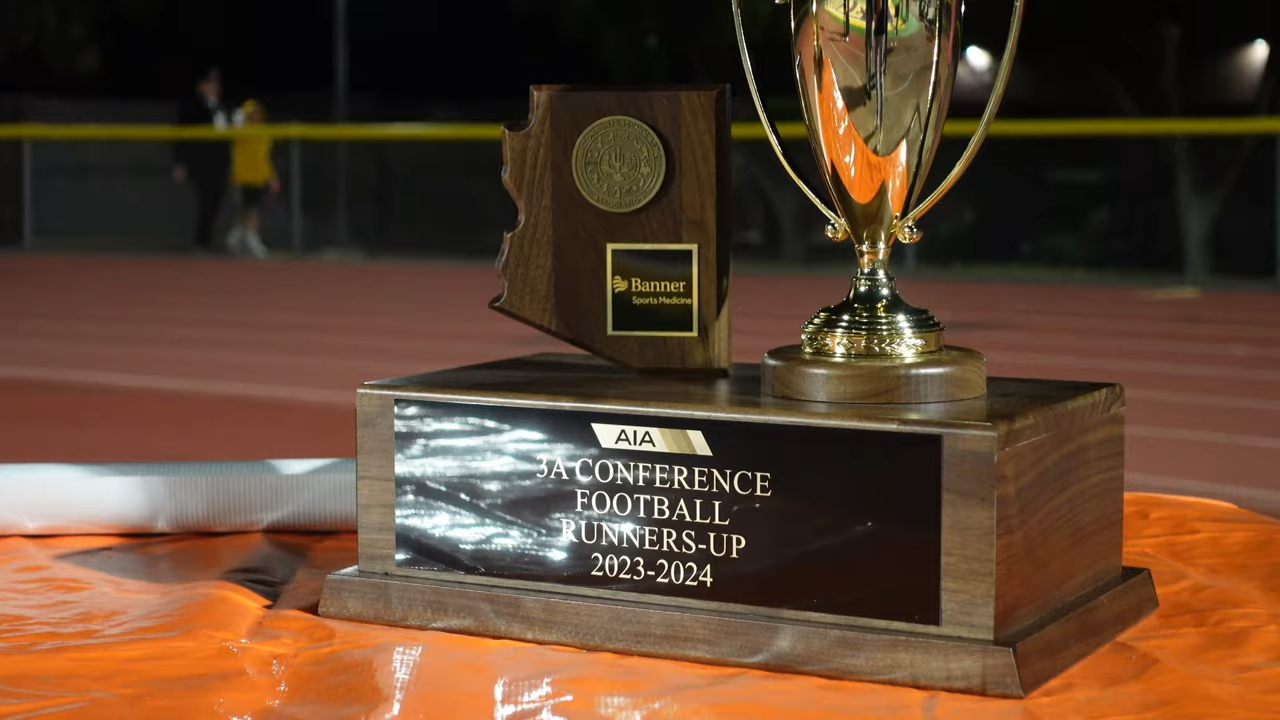 Banner
Sports Medicine
AIA
3A CONFERENCE
FOOTBALL
RUNNERS-UP
2023-2024